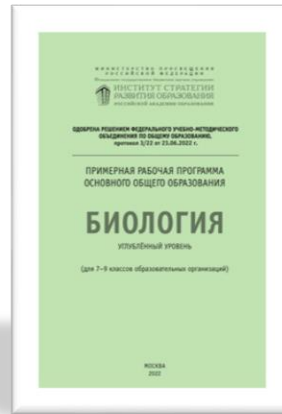 МИНИСТЕРСТВО ПРОСВЕЩЕНИЯ
РОССИЙСКОЙ ФЕДЕРАЦИИ
ИНСТИТУТ СТРАТЕГИИ
РАЗВИТИЯ ОБРАЗОВАНИЯ
РОССИЙСКОЙ АКАДЕМИИ ОБРАЗОВАНИЯ
ОДОБРЕНА РЕШЕНИЕМ ФЕДЕРАЛЬНОГО УЧЕБНО-МЕТОДИЧЕСКОГО
ОБЪЕДИНЕНИЯ ПО ОБЩЕМУ ОБРАЗОВАНИЮ,
протокол 3/22 от 23.06.2022 г.
ПРИМЕРНАЯ РАБОЧАЯ ПРОГРАММА
ОСНОВНОГО ОБЩЕГО ОБРАЗОВАНИЯ
БИОЛОГИЯ
УГЛУБЛЁННЫЙ УРОВЕНЬ
(для 7–9 классов образовательных организаций)
МОСКВА
2022